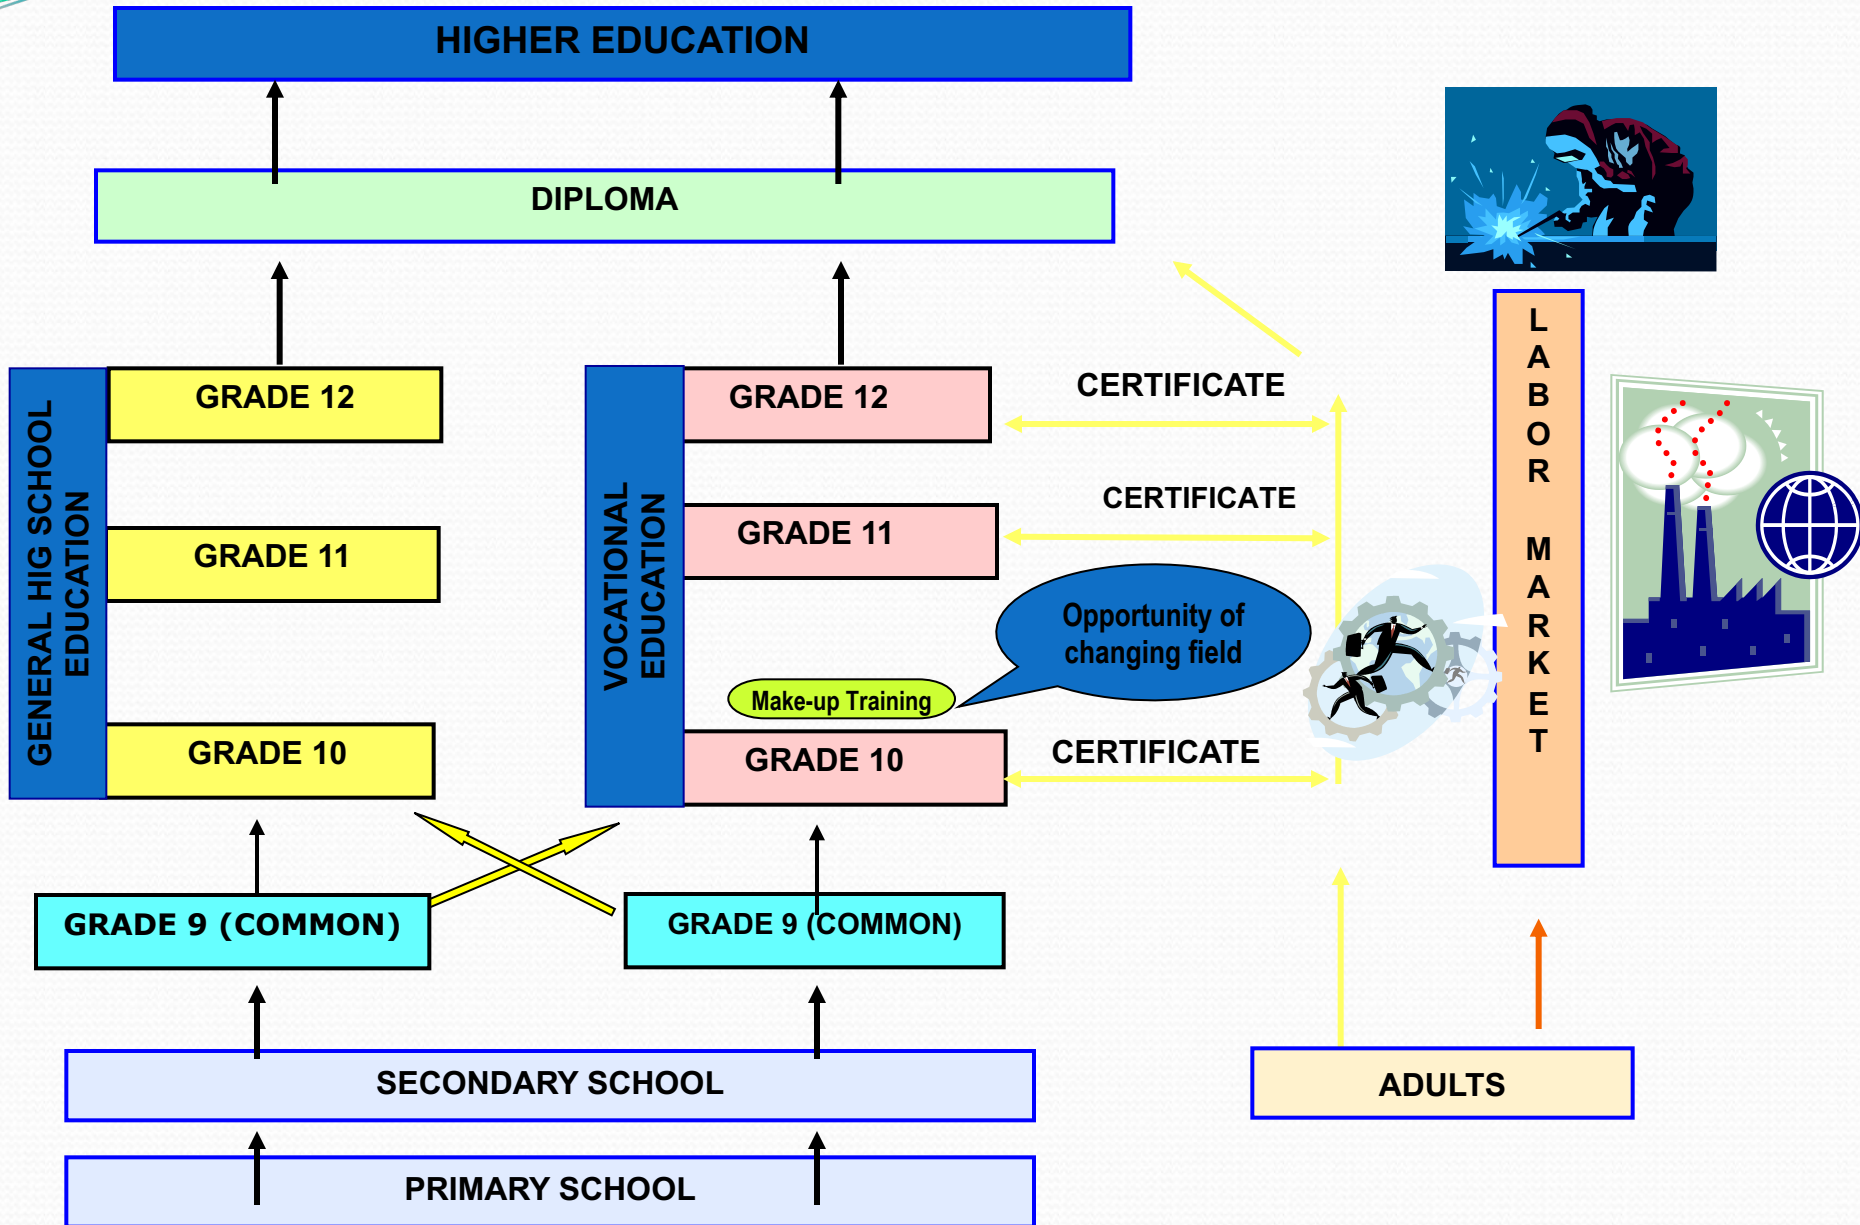 HIGHER EDUCATION
DIPLOMA
GENERAL HIG SCHOOL
EDUCATION
GRADE 12
GRADE 11
GRADE 10
VOCATIONAL
EDUCATION
GRADE 12
GRADE 11
Make-up Training
GRADE 10
CERTIFICATE
CERTIFICATE
Opportunity of
changing field
CERTIFICATE
LABOR MARKET
GRADE 9 (COMMON)
GRADE 9 (COMMON)
SECONDARY SCHOOL
PRIMARY SCHOOL
ADULTS